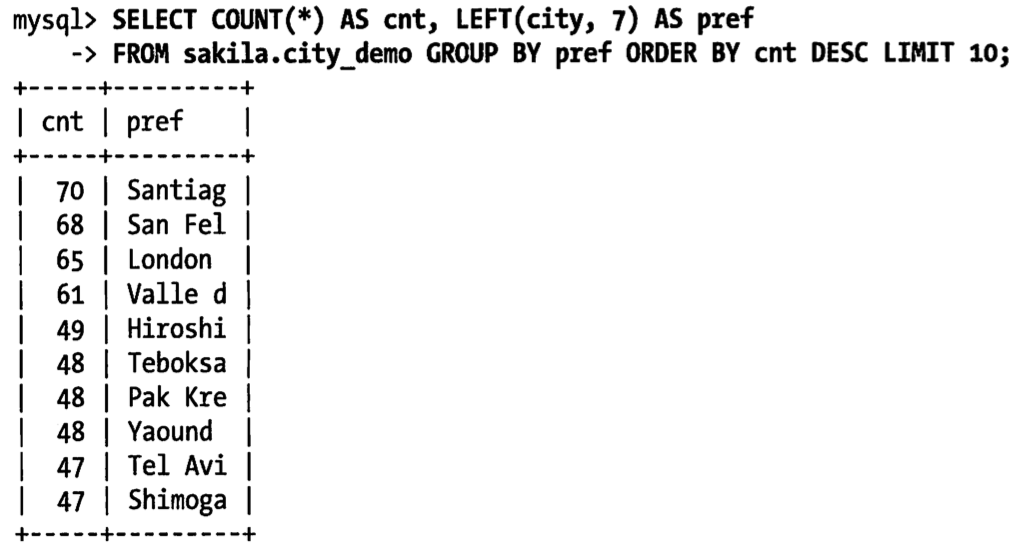 mysql> SELECT COUNT(*) AS cnt, LEFT(city, 7) AS pref
    -> FROM sakila.city_demo GROUP BY pref ORDER BY cnt DESC LIMIT 10;
+-----+---------+
| cnt | pref    |
+-----+---------+
|  70 | Santiag |
|  68 | San Fel |
|  65 | London  |
|  61 | Valle d |
|  49 | Hiroshi |
|  48 | Teboksa |
|  48 | Pak Kre |
|  48 | Yaound  |
|  47 | Tel Avi |
|  47 | Shimoga |
+-----+---------+